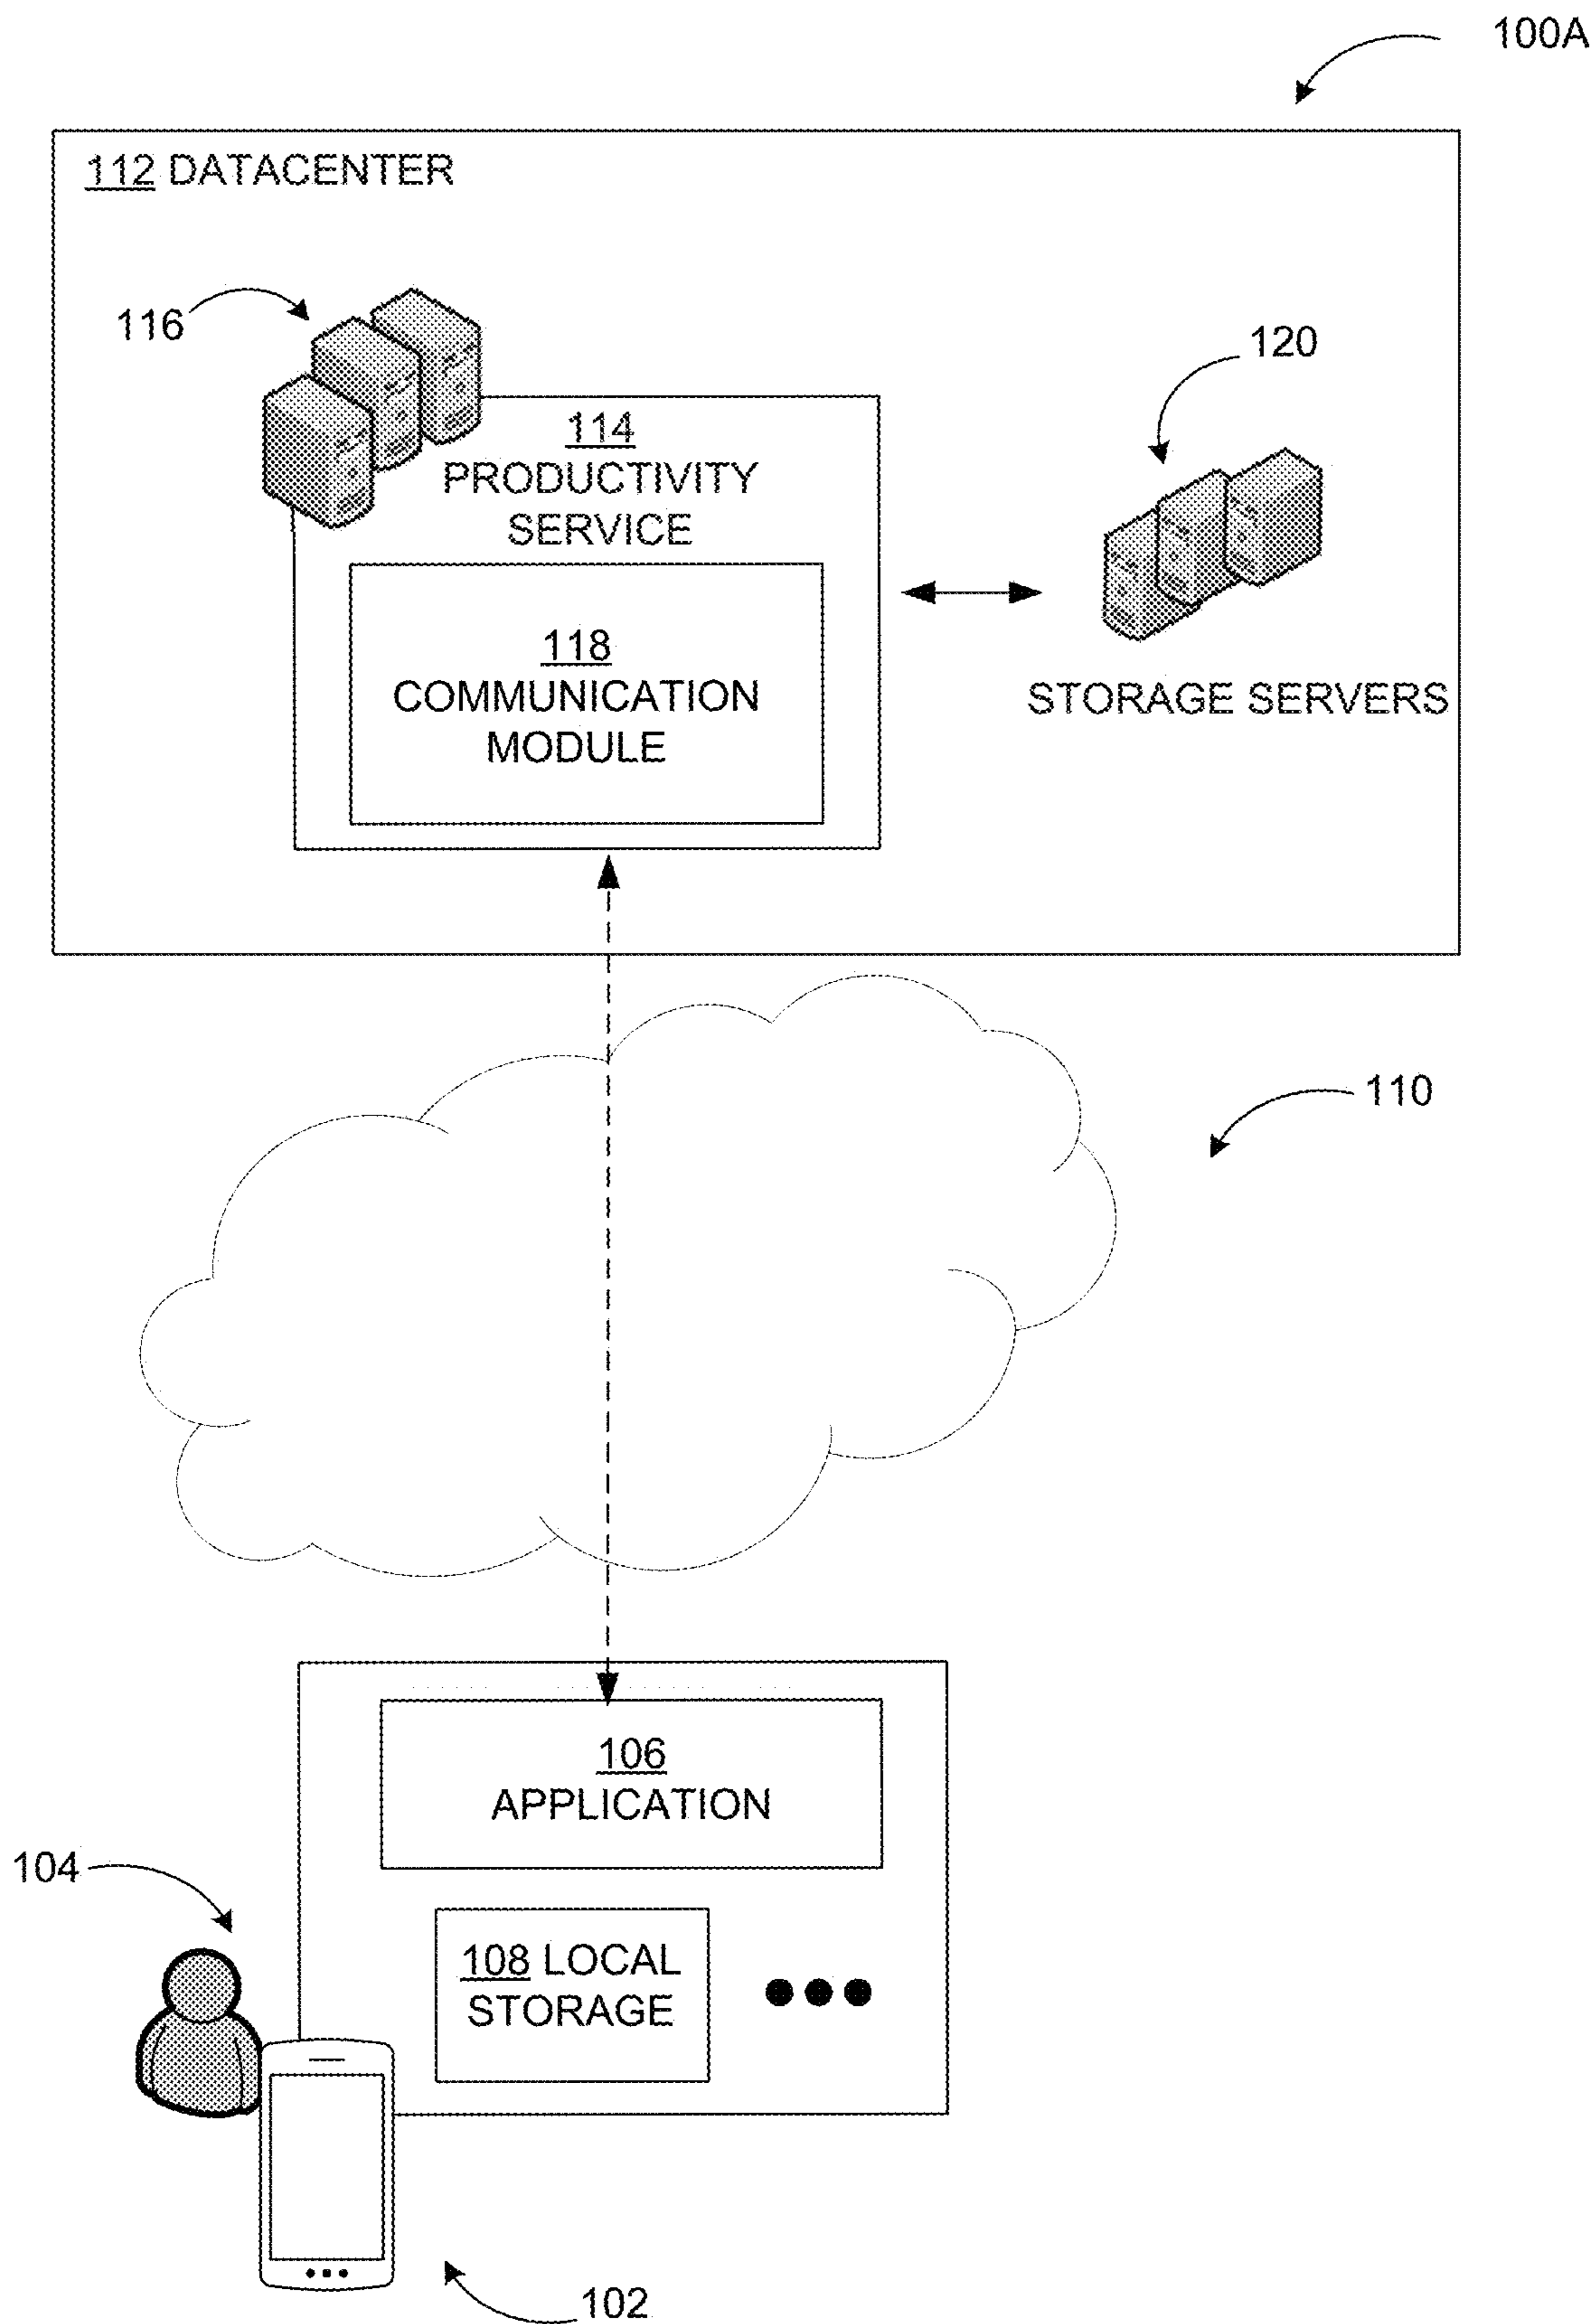 100A
112 DATACENTER
116
120
114
PRODUCTIVITY
SERVICE
118
COMMUNICATION
MODULE
STORAGE SERVERS
110
106
APPLICATION
104
108 LOCAL
STORAGE
102